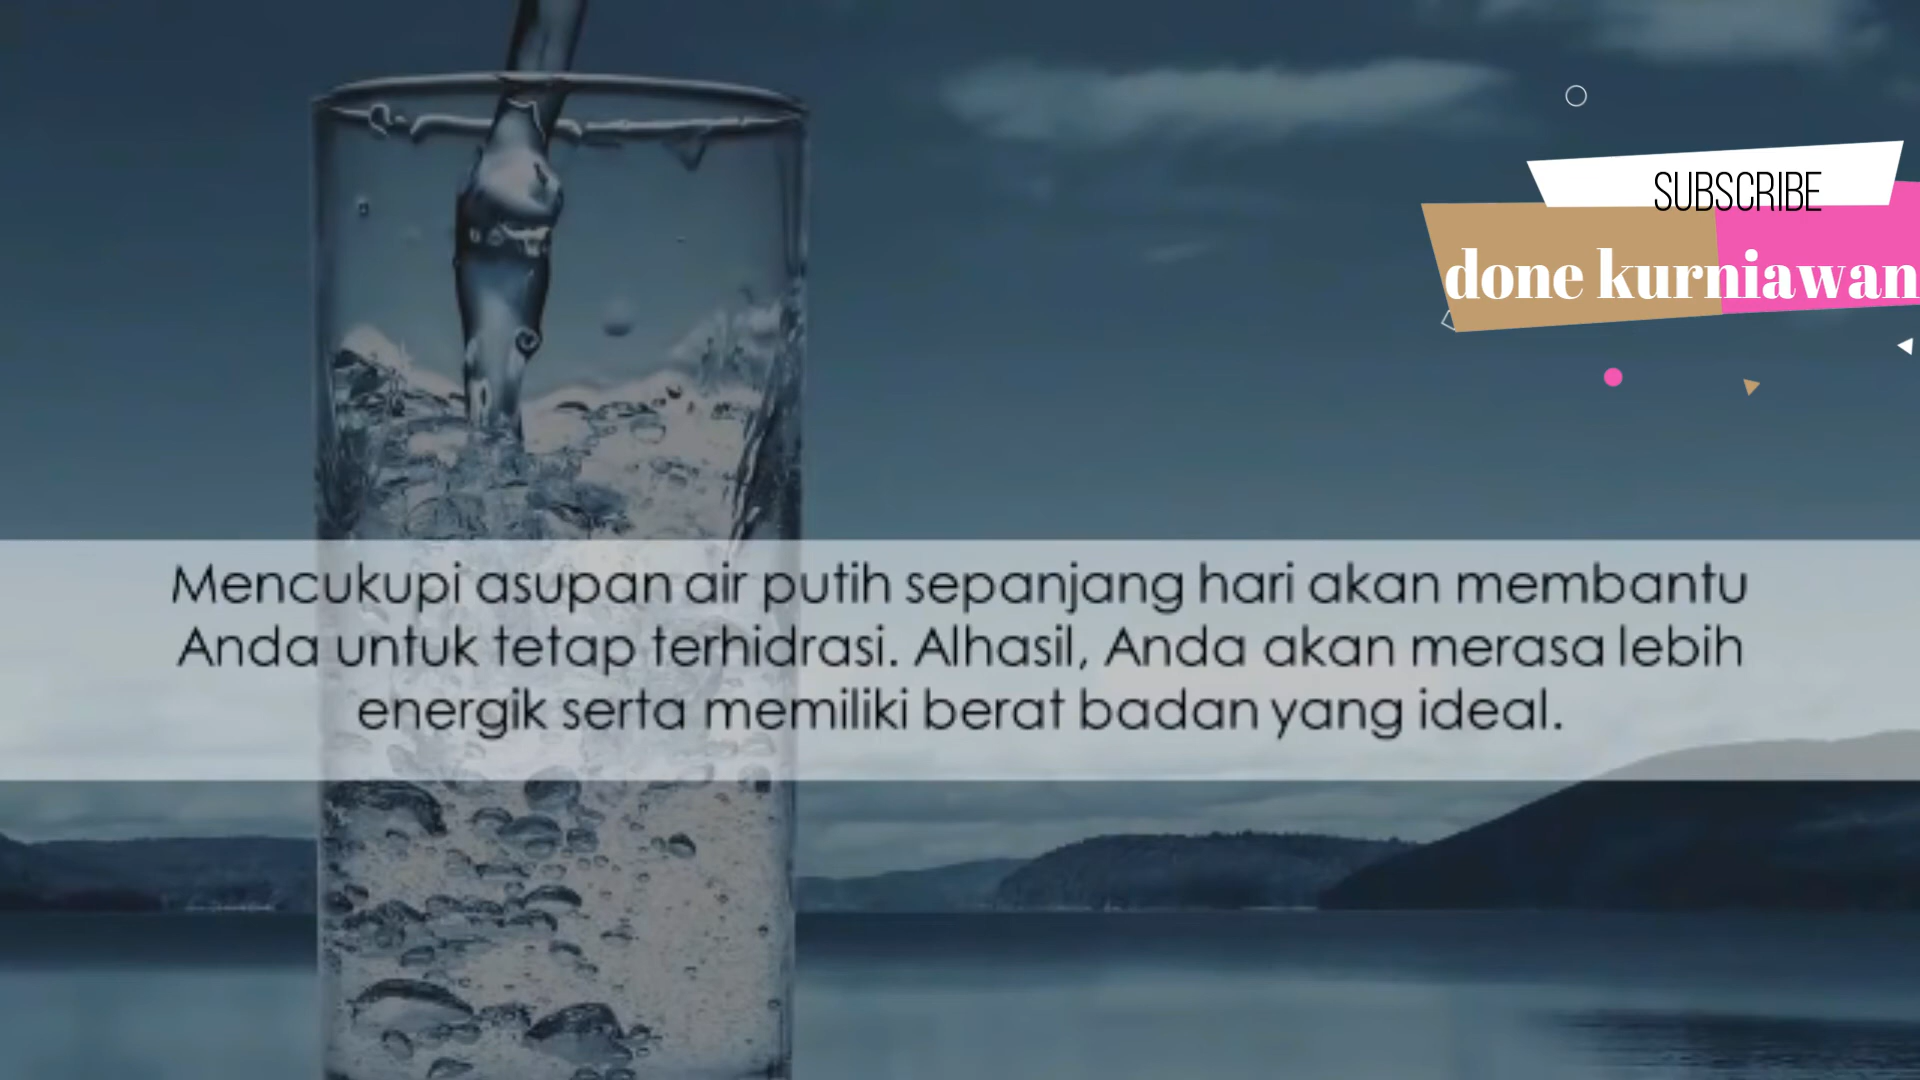 SUBSCRIBE
done kurniawan
Mencukupi asupan air putih sepanjang hari akan membantu
Anda untuk tetap terhidrasi. Alhasil, Anda akan merasa lebih
energik serta memiliki berat badan yang ideal.